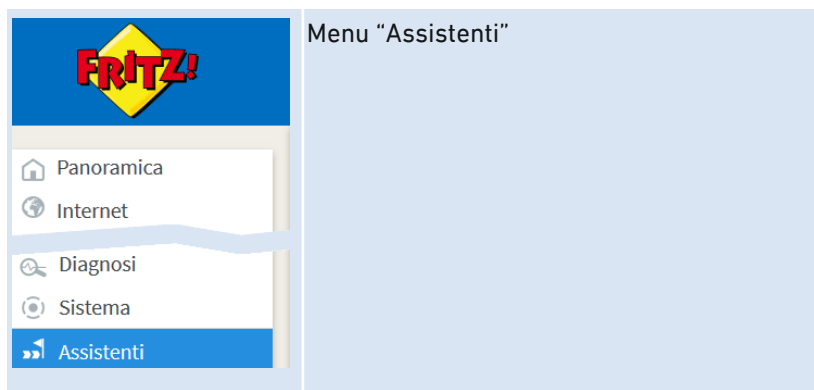 FRITZ!
Menu “Assistenti”
Panoramica
Internet
Diagnosi
Sistema
Assistenti